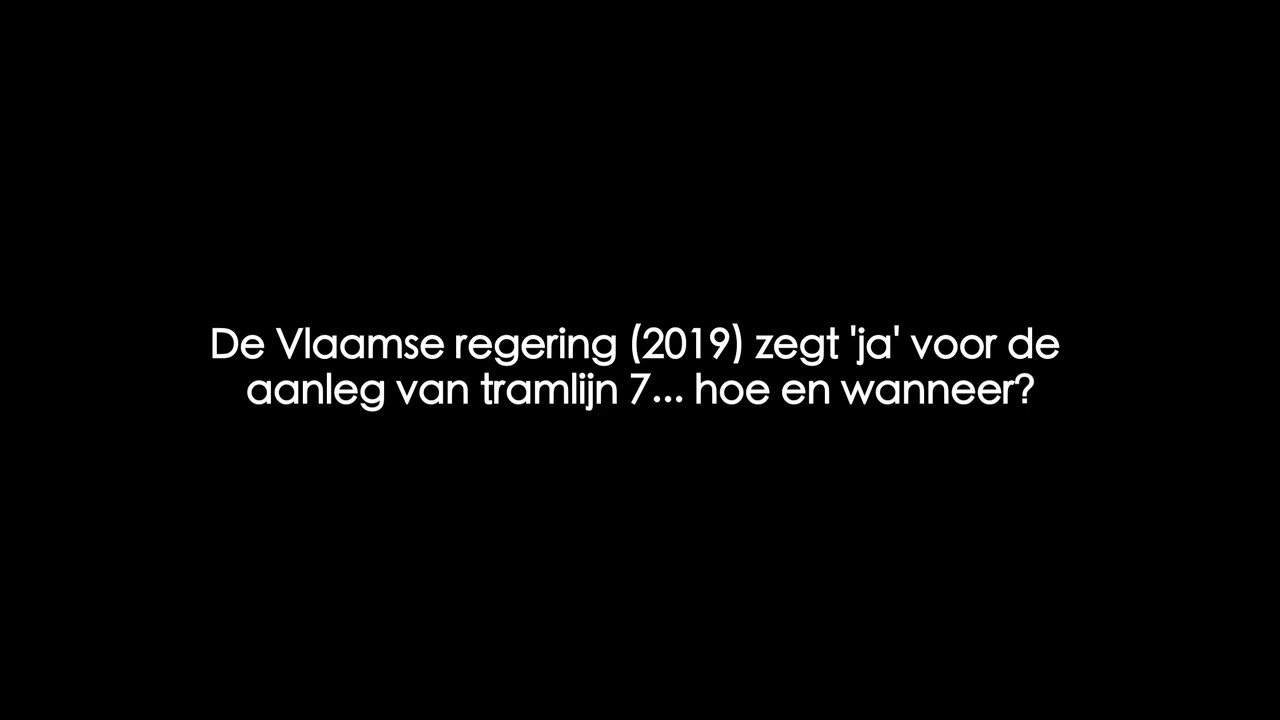 De Vlaamse regering (2019) zegt 'ja' voor de
aanleg van tramlijn 7... hoe en wanneer?